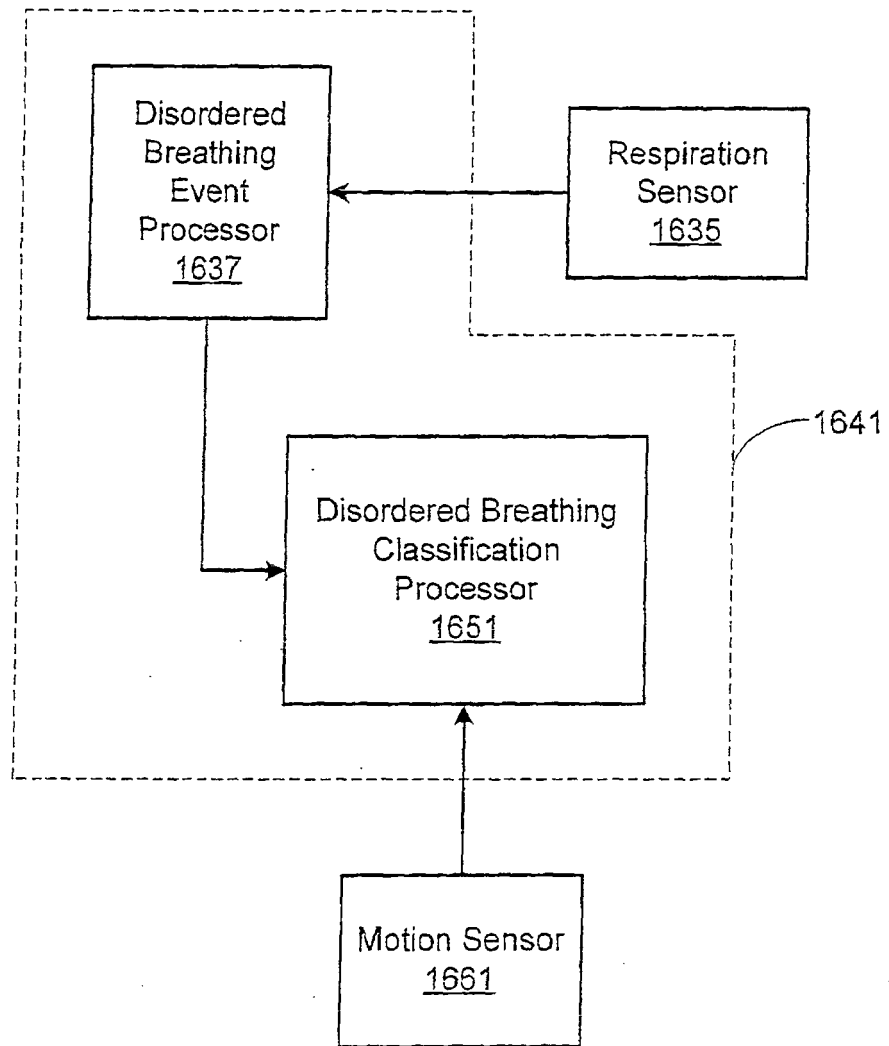 Disordered
Breathing
Event
Processor
1637
Respiration
Sensor
1635
1641
Disordered Breathing
Classification
Processor
1651
Motion Sensor
1661